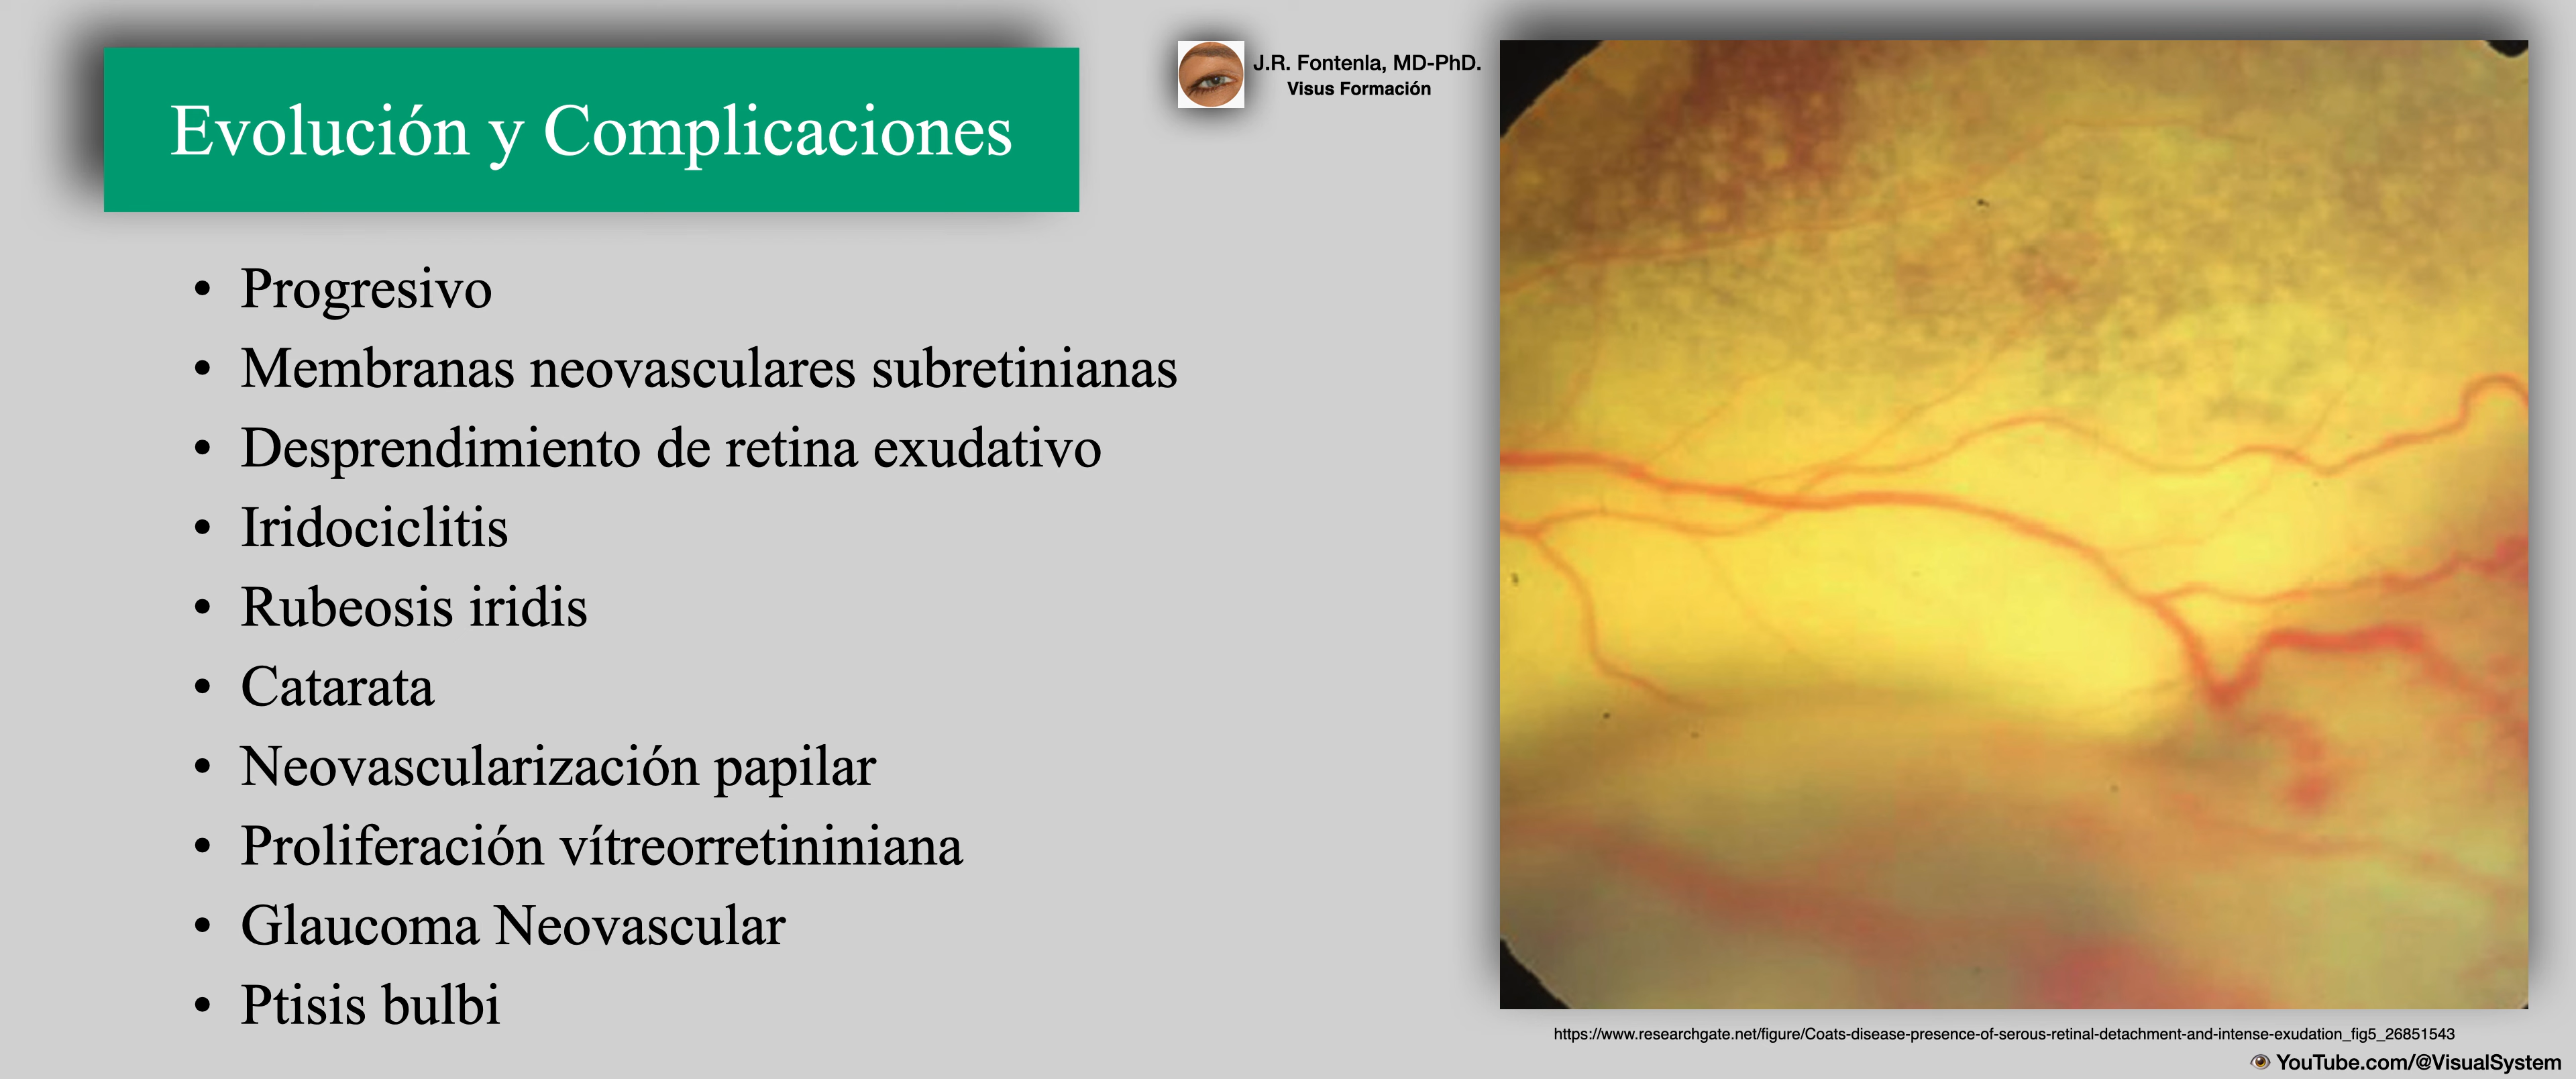 Evolución y Complicaciones
J.R. Fontenla, MD-PhD.
Visus Formación
• Progresivo
• Membranas neovasculares subretinianas
• Desprendimiento de retina exudativo
• Iridociclitis
• Rubeosis iridis
• Catarata
• Neovascularización papilar
• Proliferación vítreorretininiana
• Glaucoma Neovascular
• Ptisis bulbi
https://www.researchgate.net/figure/Coats-disease-presence-of-serous-retinal-detachment-and-intense-exudation_fig5_26851543
YouTube.com/@VisualSystem